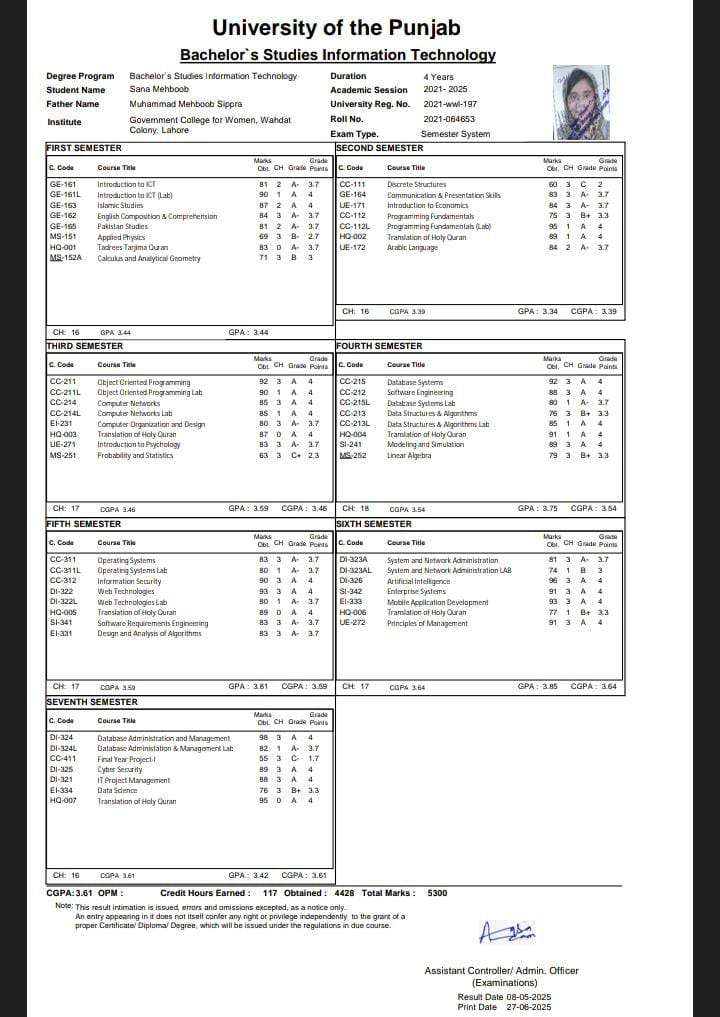 University of the Punjab
Bachelor`s Studies Information Technology
Degree Program Bachelor`s Studies Information Technology Duration 4 Years
Student Name Sana Mehboob Academic Session 2021- 2025
Father Name Muhammad Mehboob Sippra University Reg. No. 2021-wwl-197
Institute Government College for Women, Wahdat Colony, Lahore Roll No. 2021-064653
Exam Type. Semester System
FIRST SEMESTER
C. Code Course Title Marks Obt. CH Grade Grade Points
GE-161 Introduction to ICT 81 2 A- 3.7
GE-161L Introduction to ICT (Lab) 90 1 A 4
GE-163 Islamic Studies 87 2 A 4
GE-162 English Composition & Comprehension 84 3 A- 3.7
GE-165 Pakistan Studies 81 2 A- 3.7
MS-151 Applied Physics 69 3 B- 2.7
HQ-001 Tadrees Tarjima Quran 83 0 A- 3.7
MS-152A Calculus and Analytical Geometry 71 3 B 3
CH: 16 GPA 3.44 GPA : 3.44
SECOND SEMESTER
C. Code Course Title Marks Obt. CH Grade Grade Points
CC-111 Discrete Structures 60 3 C 2
GE-164 Communication & Presentation Skills 83 3 A- 3.7
UE-171 Introduction to Economics 84 3 A- 3.7
CC-112 Programming Fundamentals 75 3 B+ 3.3
CC-112L Programming Fundamentals (Lab) 95 1 A 4
HQ-002 Translation of Holy Quran 89 1 A 4
UE-172 Arabic Language 84 2 A- 3.7
CH: 16 CGPA 3.39 GPA : 3.34 CGPA : 3.39
THIRD SEMESTER
C. Code Course Title Marks Obt. CH Grade Grade Points
CC-211 Object Oriented Programming 92 3 A 4
CC-211L Object Oriented Programming Lab 90 1 A 4
CC-214 Computer Networks 85 3 A 4
CC-214L Computer Networks Lab 85 1 A 4
EI-231 Computer Organization and Design 80 3 A- 3.7
HQ-003 Translation of Holy Quran 87 0 A 4
UE-271 Introduction to Psychology 83 3 A- 3.7
MS-251 Probability and Statistics 63 3 C+ 2.3
CH: 17 CGPA 3.46 GPA : 3.59 CGPA : 3.46
FOURTH SEMESTER
C. Code Course Title Marks Obt. CH Grade Grade Points
CC-215 Database Systems 92 3 A 4
CC-212 Software Engineering 88 3 A 4
CC-215L Databases Lab 80 1 A- 3.7
CC-213 Data Structures & Algorithms 76 3 B+ 3.3
CC-213L Data Structures & Algorithms Lab 85 1 A 4
HQ-004 Translation of Holy Quran 91 1 A 4
SI-241 Modeling and Simulation 89 3 A 4
MS-252 Linear Algebra 79 3 B+ 3.3
CH: 18 CGPA 3.54 GPA : 3.75 CGPA : 3.54
FIFTH SEMESTER
C. Code Course Title Marks Obt. CH Grade Grade Points
CC-311 Operating Systems 83 3 A- 3.7
CC-311L Operating Systems Lab 80 1 A- 3.7
CC-312 Information Security 90 3 A 4
DI-322 Web Technologies 93 3 A 4
DI-322L Web Technologies Lab 80 1 A- 3.7
HQ-005 Translation of Holy Quran 89 0 A 4
SI-341 Software Requirements Engineering 83 3 A- 3.7
EI-331 Design and Analysis of Algorithms 83 3 A- 3.7
CH: 17 CGPA 3.59 GPA : 3.81 CGPA : 3.59
SIXTH SEMESTER
C. Code Course Title Marks Obt. CH Grade Grade Points
DI-323A System and Network Administration 81 3 A- 3.7
DI-323AL System and Network Administration LAB 74 1 B 3
DI-326 Artificial Intelligence 96 3 A 4
SI-342 Enterprise Systems 91 3 A 4
EI-333 Mobile Application Development 93 3 A 4
HQ-006 Translation of Holy Quran 77 1 B+ 3.3
UE-272 Principles of Management 91 3 A 4
CH: 17 CGPA 3.64 GPA : 3.85 CGPA : 3.64
SEVENTH SEMESTER
C. Code Course Title Marks Obt. CH Grade Grade Points
DI-324 Database Administration and Management 98 3 A 4
DI-324L Database Administation & Management Lab 82 1 A- 3.7
CC-411 Final Year Project-I 55 3 C- 1.7
DI-325 Cyber Security 89 3 A 4
DI-321 IT Project Management 88 3 A 4
EI-334 Data Science 76 3 B+ 3.3
HQ-007 Translation of Holy Quran 95 0 A 4
CH: 16 CGPA 3.61 GPA : 3.42 CGPA : 3.61
CGPA: 3.61 OPM : Credit Hours Earned : 117 Obtained : 4428 Total Marks : 5300
Note: This result intimation is issued, errors and omissions excepted, as a notice only.
An entry appearing in it does not itself confer any right or privilege independently to the grant of a
proper Certificate/ Diploma/ Degree, which will be issued under the regulations in due course.
Assistant Controller/ Admin. Officer
(Examinations)
Result Date 08-05-2025
Print Date 27-06-2025